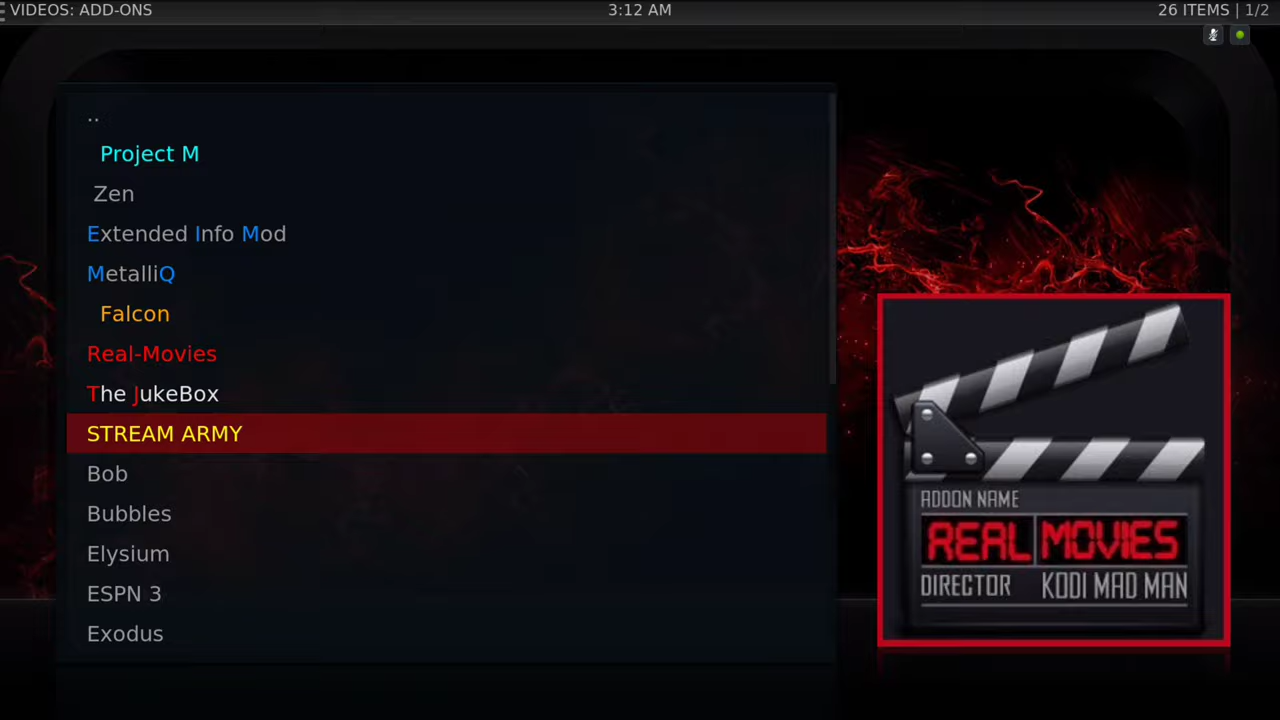 VIDEOS: ADD-ONS
3:12 AM
26 ITEMS | 1/2
..
Project M
Zen
Extended Info Mod
MetalliQ
Falcon
Real-Movies
The JukeBox
STREAM ARMY
Bob
Bubbles
Elysium
ESPN 3
Exodus
ADDON NAME
REAL MOVIES
DIRECTOR KODI MAD MAN